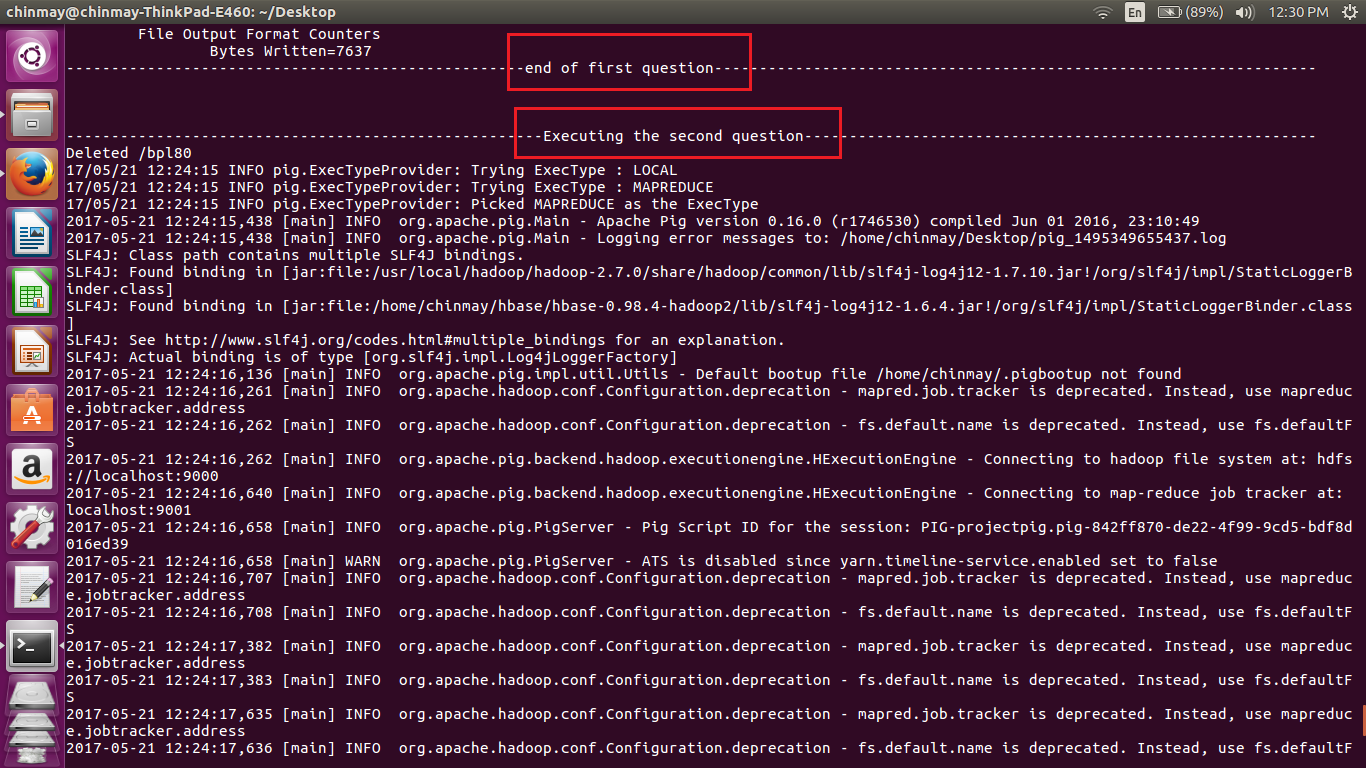 chinmay@chinmay-ThinkPad-E460: ~/Desktop
En
(89%)
12:30 PM
File Output Format Counters
Bytes Written=7637
---------------------------------------------------end of first question-------------------------------------------------------------------
-----------------------------------------------------Executing the second question---------------------------------------------------------
Deleted /bpl80
17/05/21 12:24:15 INFO pig.ExecTypeProvider: Trying ExecType : LOCAL
17/05/21 12:24:15 INFO pig.ExecTypeProvider: Trying ExecType : MAPREDUCE
17/05/21 12:24:15 INFO pig.ExecTypeProvider: Picked MAPREDUCE as the ExecType
2017-05-21 12:24:15,438 [main] INFO  org.apache.pig.Main - Apache Pig version 0.16.0 (r1746530) compiled Jun 01 2016, 23:10:49
2017-05-21 12:24:15,438 [main] INFO  org.apache.pig.Main - Logging error messages to: /home/chinmay/Desktop/pig_1495349655437.log
SLF4J: Class path contains multiple SLF4J bindings.
SLF4J: Found binding in [jar:file:/usr/local/hadoop/hadoop-2.7.0/share/hadoop/common/lib/slf4j-log4j12-1.7.10.jar!/org/slf4j/impl/StaticLoggerB
inder.class]
SLF4J: Found binding in [jar:file:/home/chinmay/hbase/hbase-0.98.4-hadoop2/lib/slf4j-log4j12-1.6.4.jar!/org/slf4j/impl/StaticLoggerBinder.class
]
SLF4J: See http://www.slf4j.org/codes.html#multiple_bindings for an explanation.
SLF4J: Actual binding is of type [org.slf4j.impl.Log4jLoggerFactory]
2017-05-21 12:24:16,136 [main] INFO  org.apache.pig.impl.util.Utils - Default bootup file /home/chinmay/.pigbootup not found
2017-05-21 12:24:16,261 [main] INFO  org.apache.hadoop.conf.Configuration.deprecation - mapred.job.tracker is deprecated. Instead, use mapreduc
e.jobtracker.address
2017-05-21 12:24:16,262 [main] INFO  org.apache.hadoop.conf.Configuration.deprecation - fs.default.name is deprecated. Instead, use fs.defaultF
S
2017-05-21 12:24:16,262 [main] INFO  org.apache.pig.backend.hadoop.executionengine.HExecutionEngine - Connecting to hadoop file system at: hdfs
://localhost:9000
2017-05-21 12:24:16,640 [main] INFO  org.apache.pig.backend.hadoop.executionengine.HExecutionEngine - Connecting to map-reduce job tracker at:
localhost:9001
2017-05-21 12:24:16,658 [main] INFO  org.apache.pig.PigServer - Pig Script ID for the session: PIG-projectpig.pig-842ff870-de22-4f99-9cd5-bdf8d
016ed39
2017-05-21 12:24:16,658 [main] WARN  org.apache.pig.PigServer - ATS is disabled since yarn.timeline-service.enabled set to false
2017-05-21 12:24:16,707 [main] INFO  org.apache.hadoop.conf.Configuration.deprecation - mapred.job.tracker is deprecated. Instead, use mapreduc
e.jobtracker.address
2017-05-21 12:24:16,708 [main] INFO  org.apache.hadoop.conf.Configuration.deprecation - fs.default.name is deprecated. Instead, use fs.defaultF
S
2017-05-21 12:24:17,382 [main] INFO  org.apache.hadoop.conf.Configuration.deprecation - mapred.job.tracker is deprecated. Instead, use mapreduc
e.jobtracker.address
2017-05-21 12:24:17,383 [main] INFO  org.apache.hadoop.conf.Configuration.deprecation - fs.default.name is deprecated. Instead, use fs.defaultF
S
2017-05-21 12:24:17,635 [main] INFO  org.apache.hadoop.conf.Configuration.deprecation - mapred.job.tracker is deprecated. Instead, use mapreduc
e.jobtracker.address
2017-05-21 12:24:17,636 [main] INFO  org.apache.hadoop.conf.Configuration.deprecation - fs.default.name is deprecated. Instead, use fs.defaultF